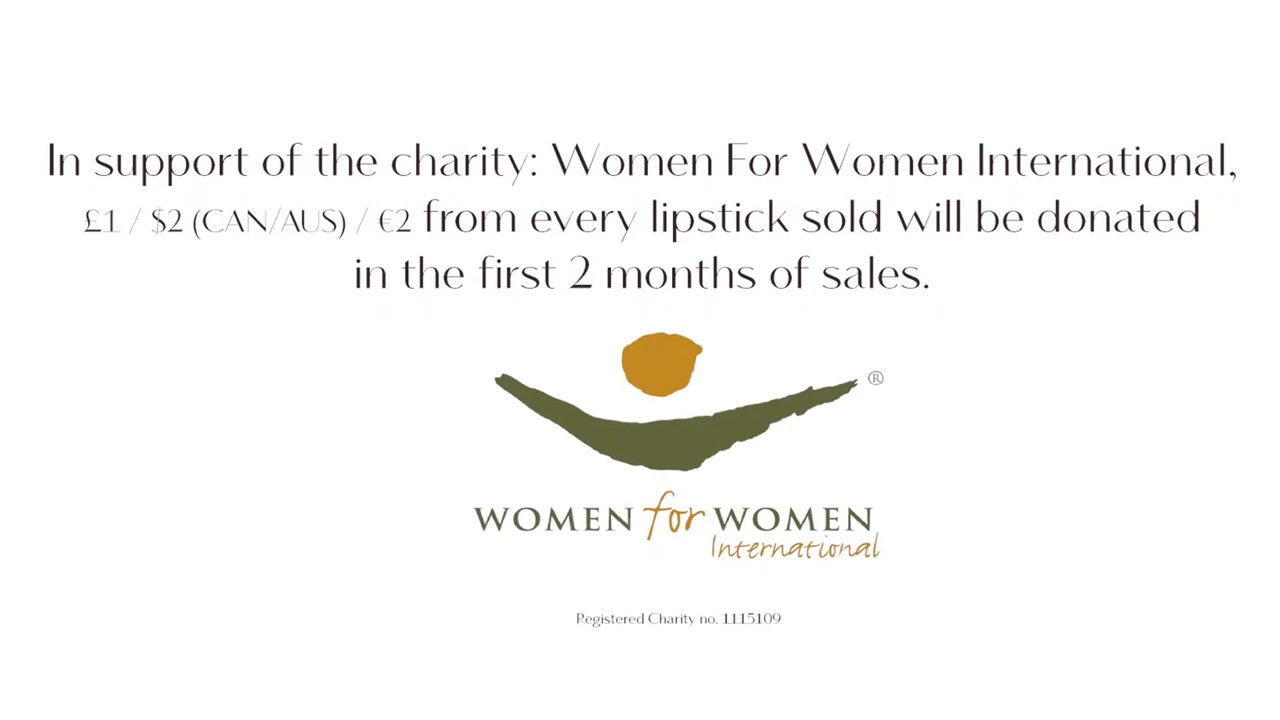 In support of the charity: Women For Women International,
£1 / $2 (CAN/AUS) / €2 from every lipstick sold will be donated
in the first 2 months of sales.
®
WOMEN for WOMEN
International
Registered Charity no. 1115109